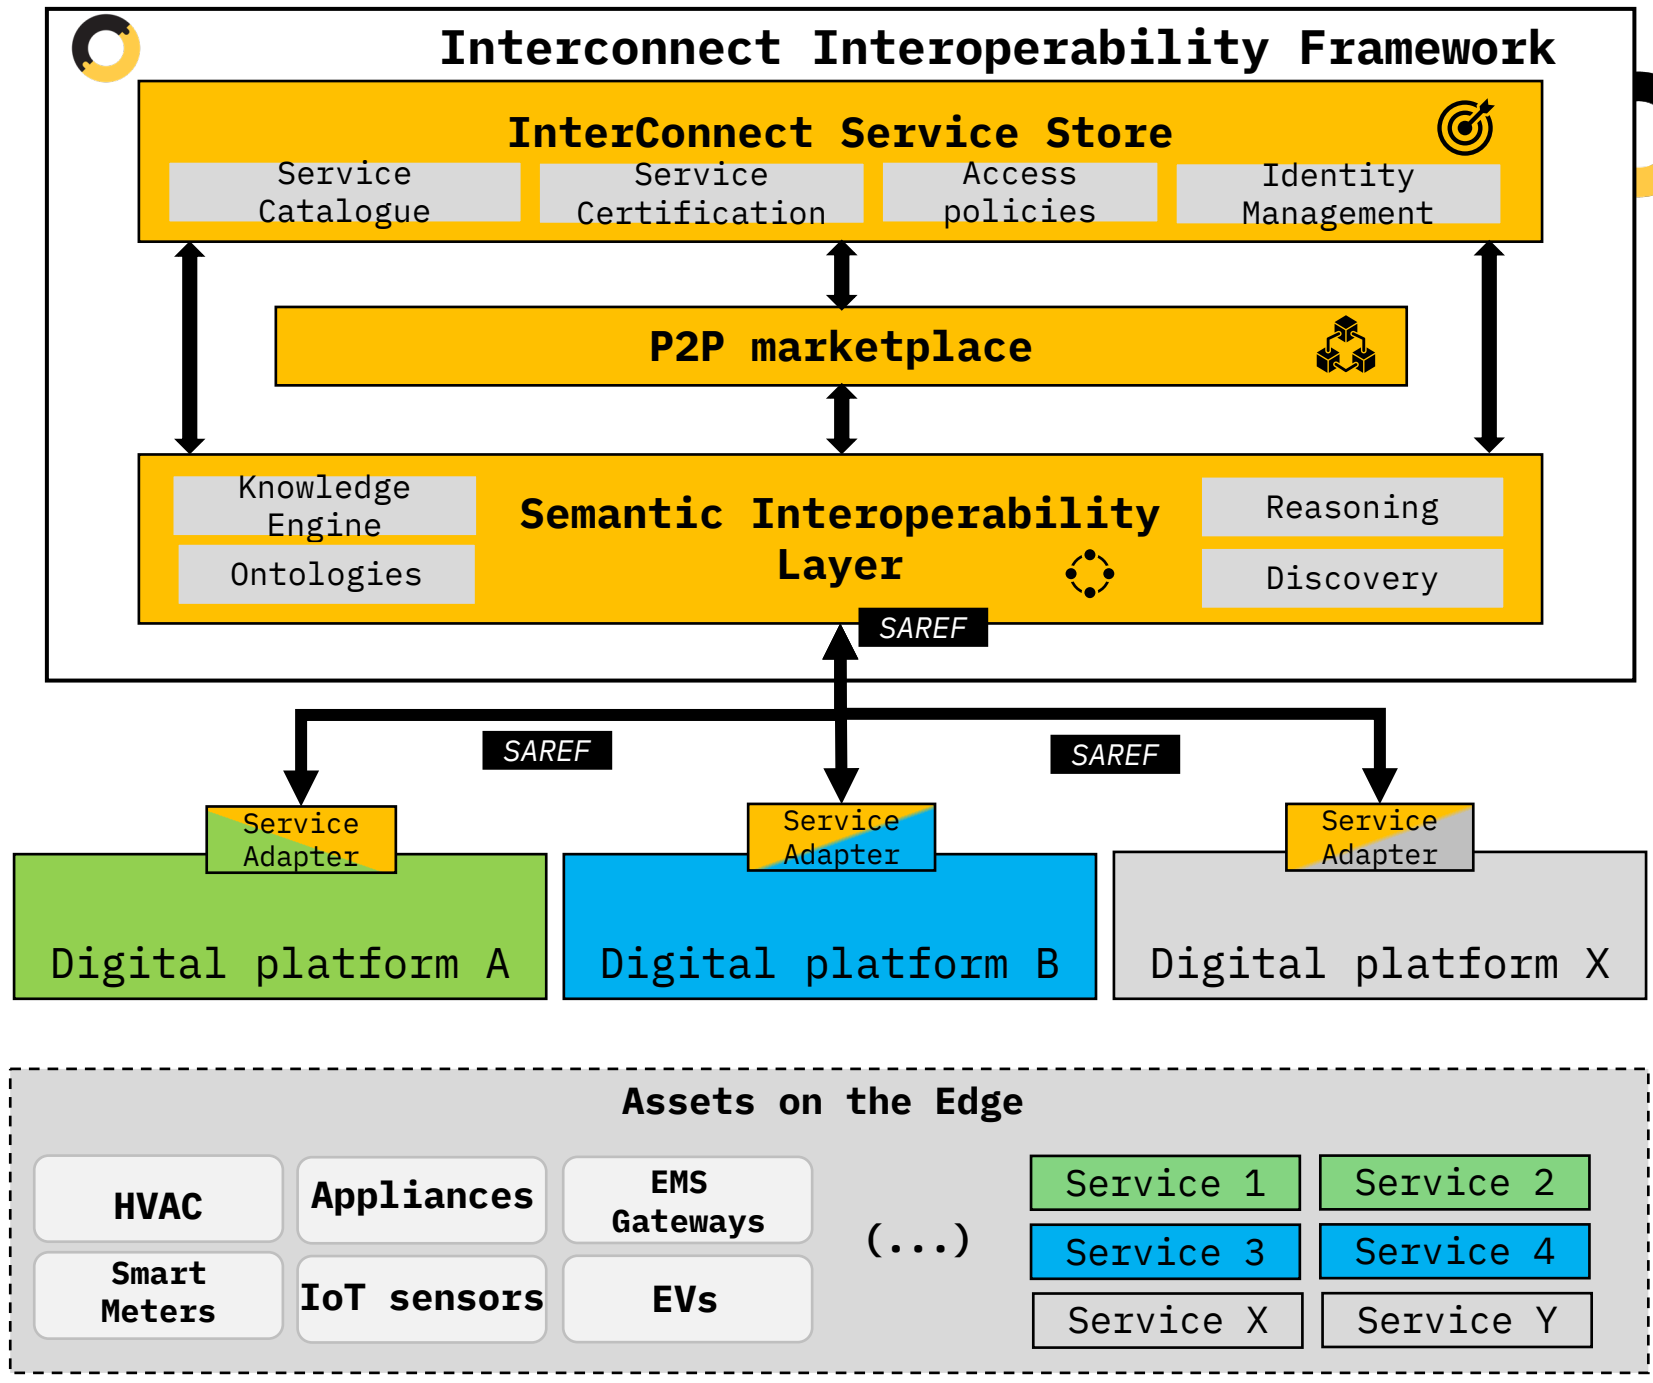 Interconnect Interoperability Framework
InterConnect Service Store
Service
Catalogue
Service
Certification
Access
policies
Identity
Management
P2P marketplace
Knowledge
Engine
Ontologies
Semantic Interoperability
Layer
Reasoning
Discovery
SAREF
SAREF
SAREF
Service
Adapter
Digital platform A
Service
Adapter
Digital platform B
Service
Adapter
Digital platform X
Assets on the Edge
HVAC
Appliances
EMS
Gateways
Smart
Meters
IoT sensors
EVs
(...)
Service 1
Service 2
Service 3
Service 4
Service X
Service Y